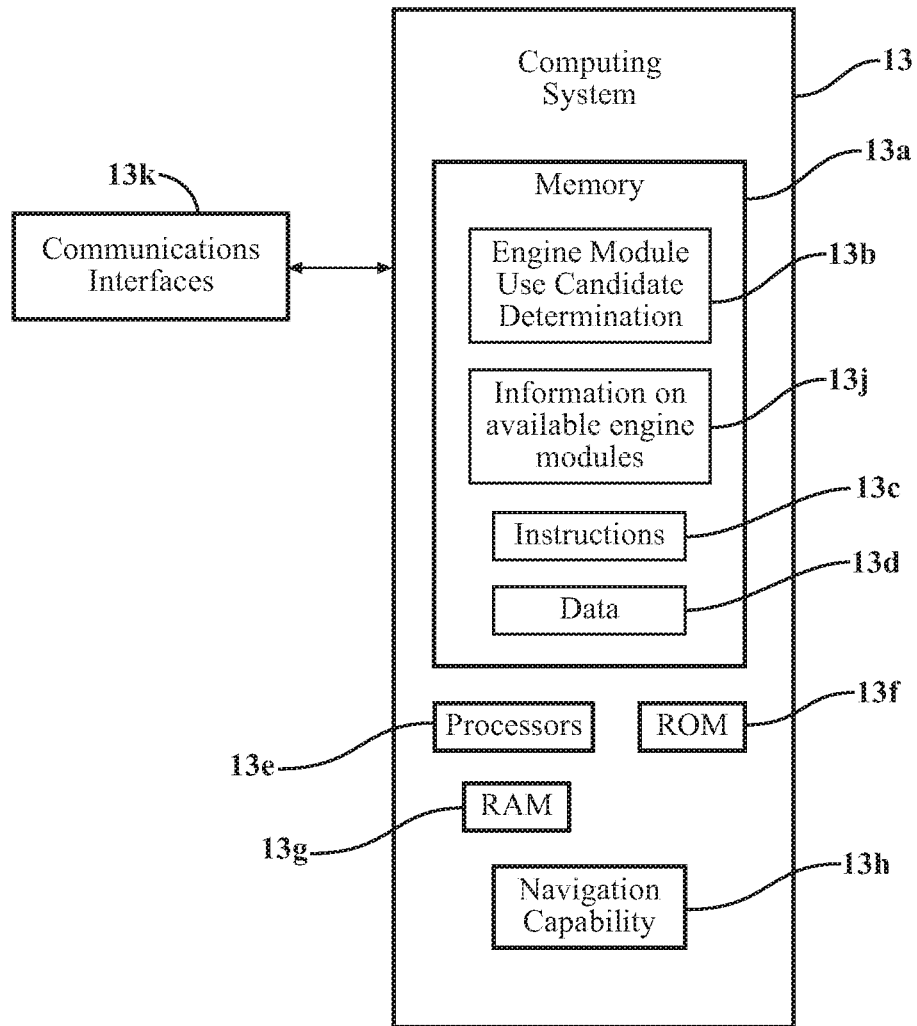 Computing
System
13
13a
Memory
13k
Communications
Interfaces
Engine Module
Use Candidate
Determination
13b
Information on
available engine
modules
13j
Instructions
13c
Data
13d
Processors
ROM
13f
13e
RAM
13g
Navigation
Capability
13h